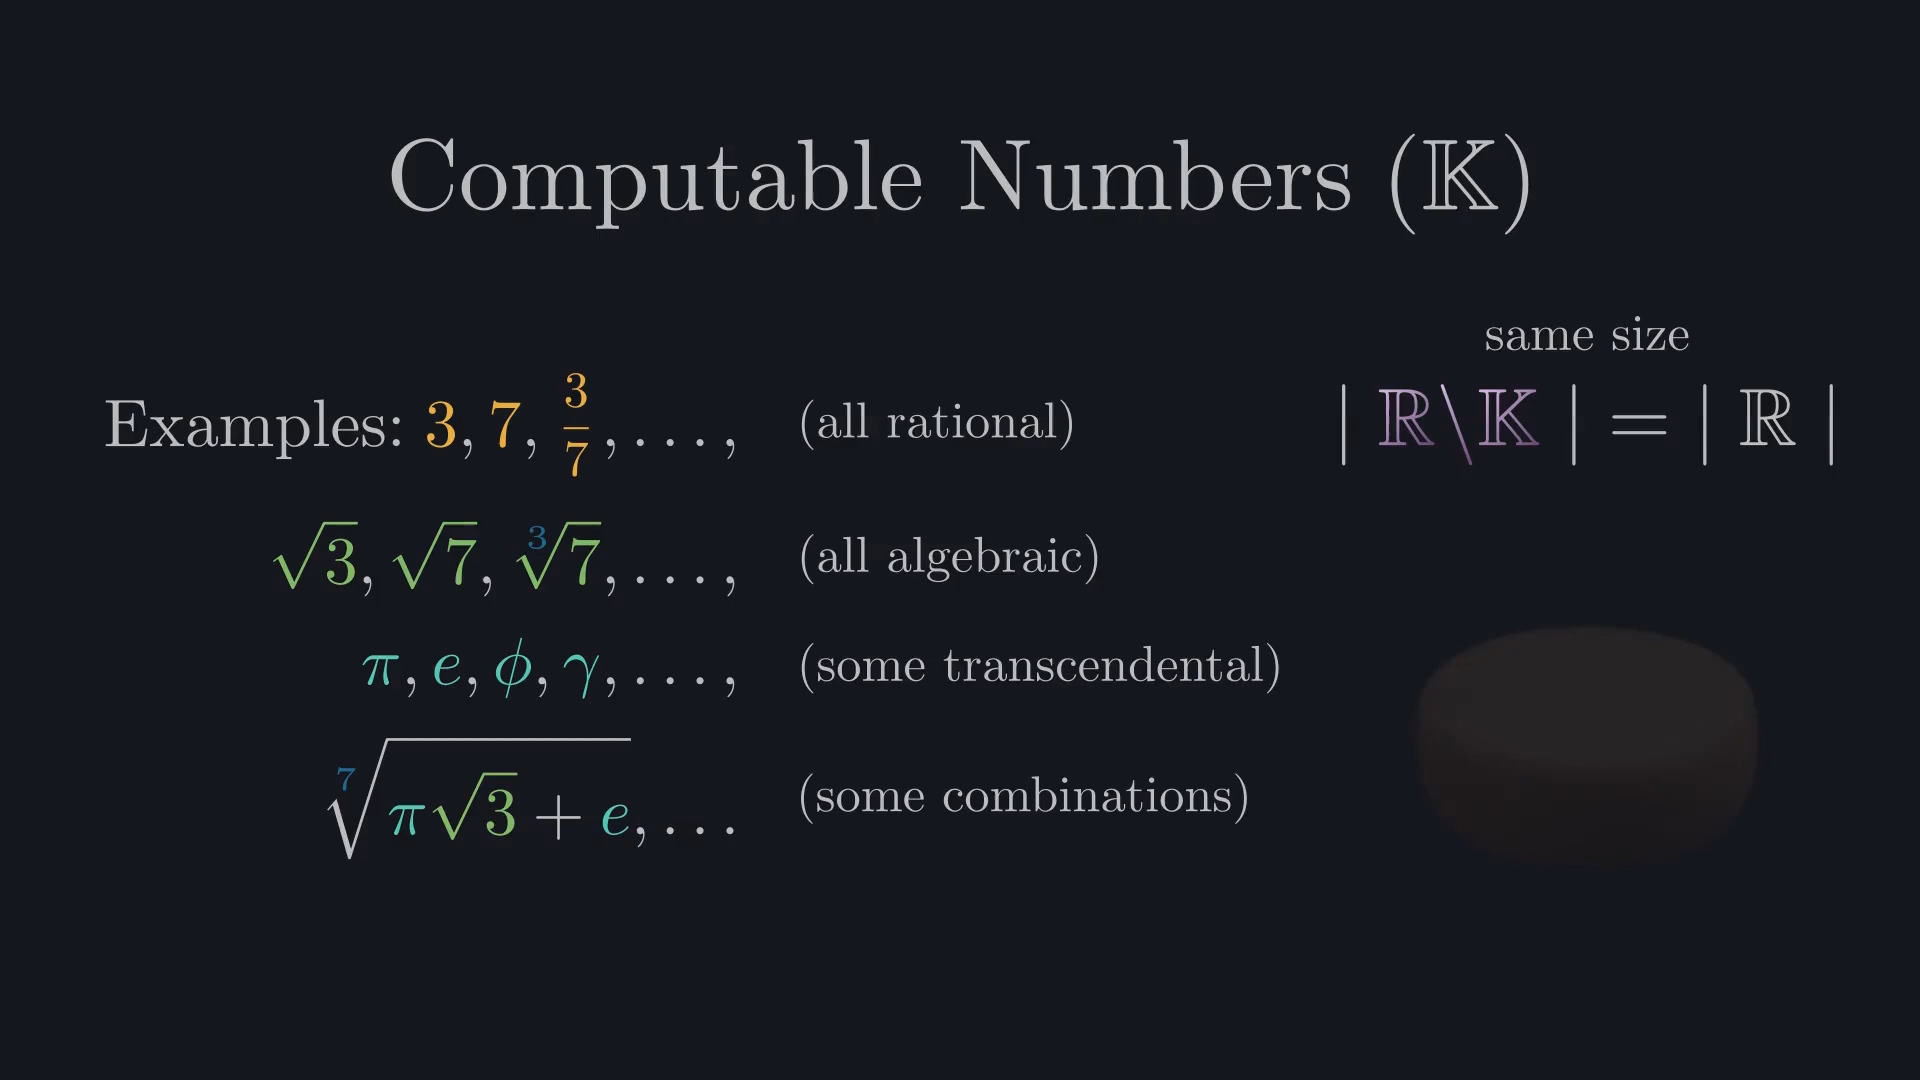 Computable Numbers (𝕂)
same size
Examples: 3, 7, 3/7, . . . , (all rational)
| ℝ\𝕂 | = | ℝ |
√3, √7, ∛7, . . . , (all algebraic)
π, e, ϕ, γ, . . . , (some transcendental)
⁷√(π√3 + e), . . . (some combinations)